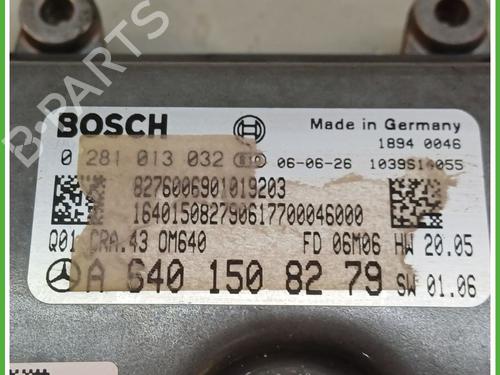 B-PARTS
BOSCH
Made in Germany
1894 0046
0 281 013 032 06-06-26 1039S14055
8276006901019203
16401508279061770004600​0
Q01 CRA.43 OM640 FD 06M06 HW 20.05
A 640 150 82 79 SW 01.06